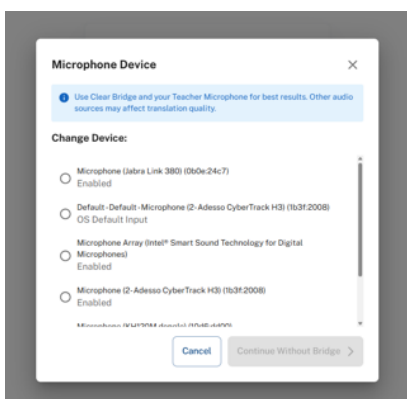 Microphone Device
Use Clear Bridge and your Teacher Microphone for best results. Other audio
sources may affect translation quality.
Change Device:
Microphone (Jabra Link 380) (0b0e:24c7)
Enabled
Default - Default - Microphone (2- Adesso CyberTrack H3) (1b3f:2008)
OS Default Input
Microphone Array (Intel® Smart Sound Technology for Digital
Microphones)
Enabled
Microphone (2- Adesso CyberTrack H3) (1b3f:2008)
Enabled
Microphone
Cancel
Continue Without Bridge